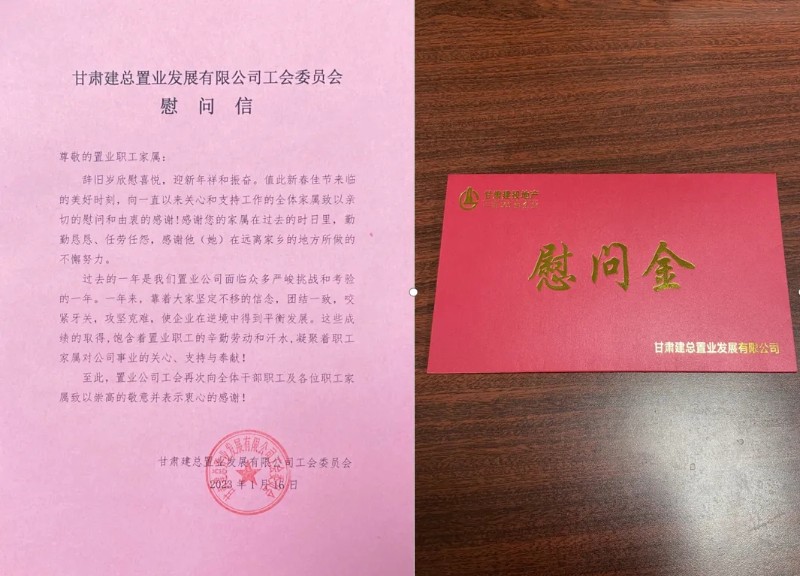 甘肃建总置业发展有限公司工会委员会
慰 问 信
尊敬的置业职工家属：
辞旧岁欣慰喜悦，迎新年祥和振奋。值此新春佳节来临
的美好时刻，向一直以来关心和支持工作的全体家属致以亲
切的慰问和由衷的感谢！感谢您的家属在过去的时日里，勤
勤恳恳、任劳任怨，感谢他（她）在远离家乡的地方所做的
不懈努力。
过去的一年是我们置业公司面临众多严峻挑战和考验
的一年。一年来，靠着大家坚定不移的信念，团结一致，咬
紧牙关，攻坚克难，使企业在逆境中得到平衡发展。这些成
绩的取得，饱含着置业职工的辛勤劳动和汗水，凝聚着职工
家属对公司事业的关心、支持与奉献！
至此，置业公司工会再次向全体干部职工及各位职工家
属致以崇高的敬意并表示衷心的感谢！
甘肃建总置业发展有限公司工会委员会
2023 年 1 月 16 日
甘肃建投地产
慰问金
甘肃建总置业发展有限公司